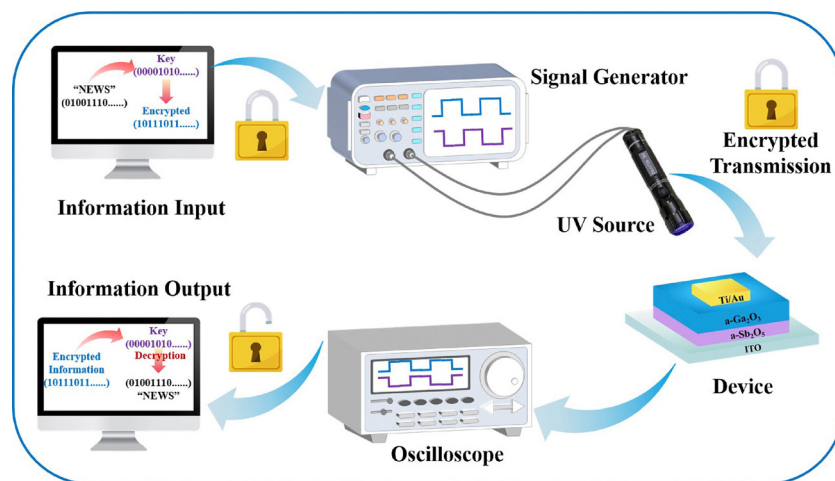 Key
(00001010......)
“NEWS”
(01001110......)
Encrypted
(10111011......)
Information Input
Signal Generator
UV Source
Encrypted
Transmission
Ti/Au
a-Ga₂O₃
a-Sb₂O₅
ITO
Device
Oscilloscope
Information Output
Key
(00001010......)
Decryption
Encrypted
Information
(10111011......)
(01001110......)
“NEWS”